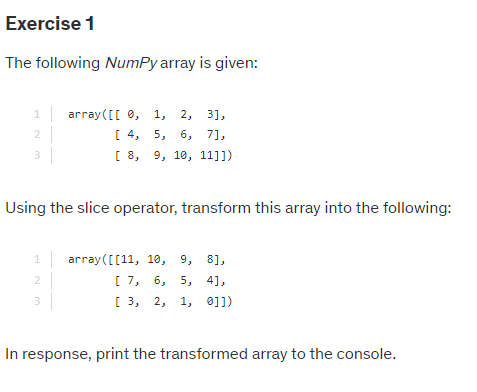 Exercise 1
The following NumPy array is given:
1 array([[ 0, 1, 2, 3],
2 [ 4, 5, 6, 7],
3 [ 8, 9, 10, 11]])
Using the slice operator, transform this array into the following:
1 array([[11, 10, 9, 8],
2 [ 7, 6, 5, 4],
3 [ 3, 2, 1, 0]])
In response, print the transformed array to the console.